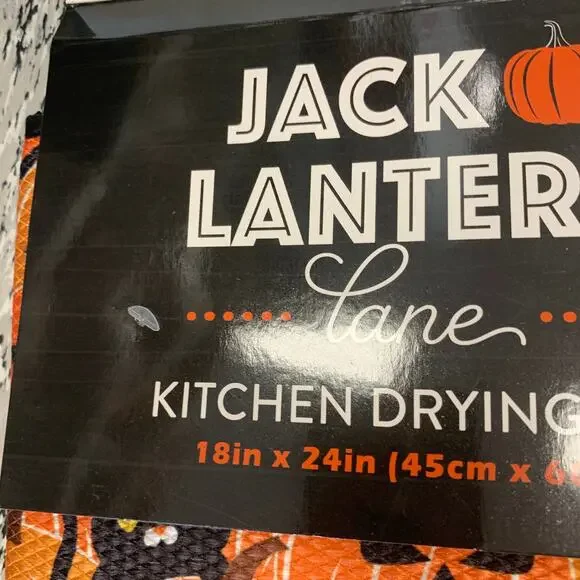 JACK
LANTER
lane
KITCHEN DRYING
18in x 24in (45cm x 6